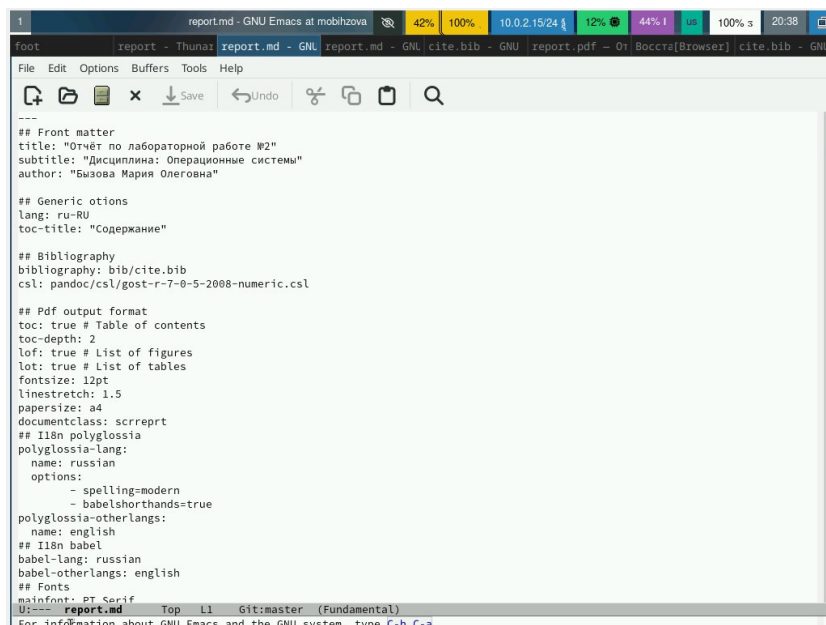 1 report.md - GNU Emacs at mobihzova 42% 100% 10.0.2.15/24 12% 44% us 100% 20:38
foot report - Thunar report.md - GNU report.md - GNU cite.bib - GNU report.pdf — От Восста[Browser] cite.bib - GNU
File Edit Options Buffers Tools Help
Save Undo
---
## Front matter
title: "Отчёт по лабораторной работе №2"
subtitle: "Дисциплина: Операционные системы"
author: "Бызова Мария Олеговна"
## Generic otions
lang: ru-RU
toc-title: "Содержание"
## Bibliography
bibliography: bib/cite.bib
csl: pandoc/csl/gost-r-7-0-5-2008-numeric.csl
## Pdf output format
toc: true # Table of contents
toc-depth: 2
lof: true # List of figures
lot: true # List of tables
fontsize: 12pt
linestretch: 1.5
papersize: a4
documentclass: scrreprt
## I18n polyglossia
polyglossia-lang:
name: russian
options:
- spelling=modern
- babelshorthands=true
polyglossia-otherlangs:
name: english
## I18n babel
babel-lang: russian
babel-otherlangs: english
## Fonts
mainfont: PT Serif
U:--- report.md Top L1 Git:master (Fundamental)
For information about GNU Emacs and the GNU system, type C-h C-a.